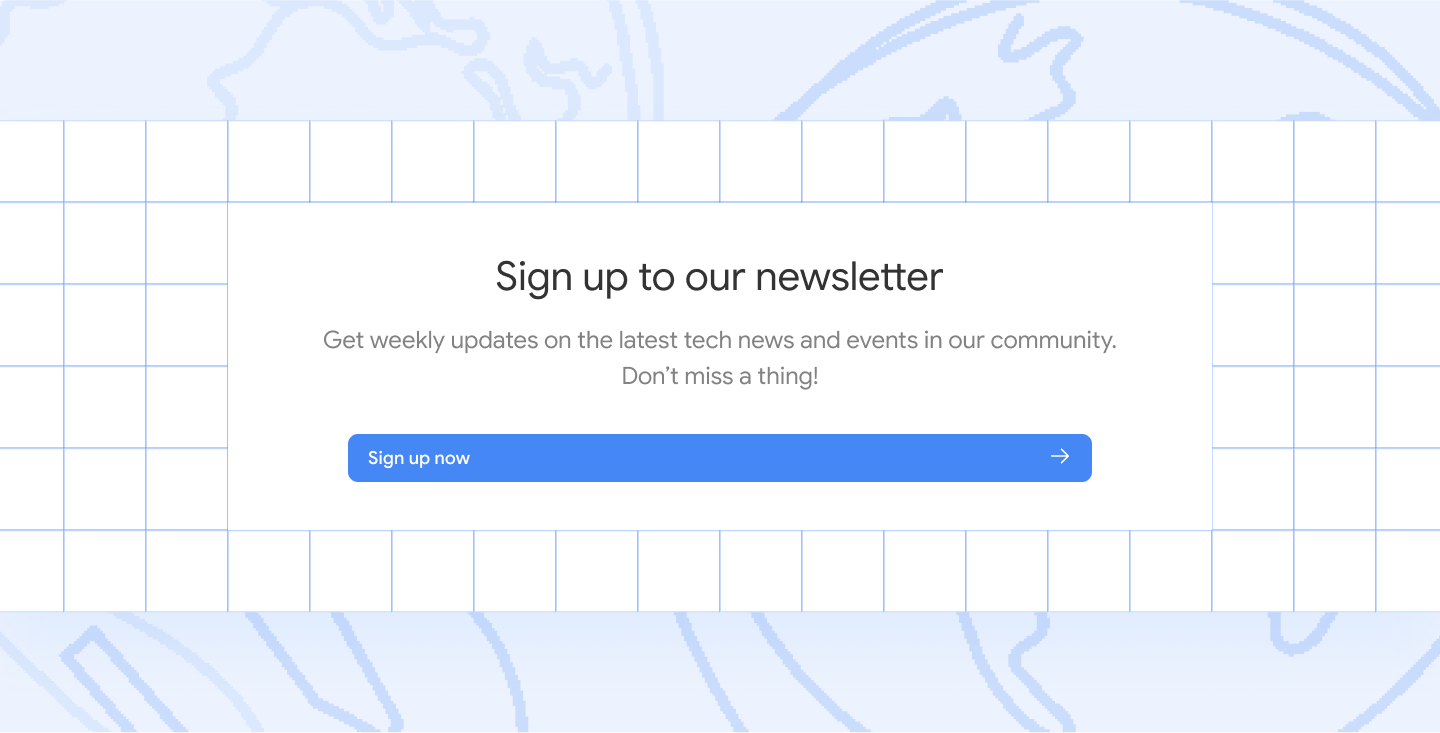 Sign up to our newsletter
Get weekly updates on the latest tech news and events in our community.
Don’t miss a thing!
Sign up now